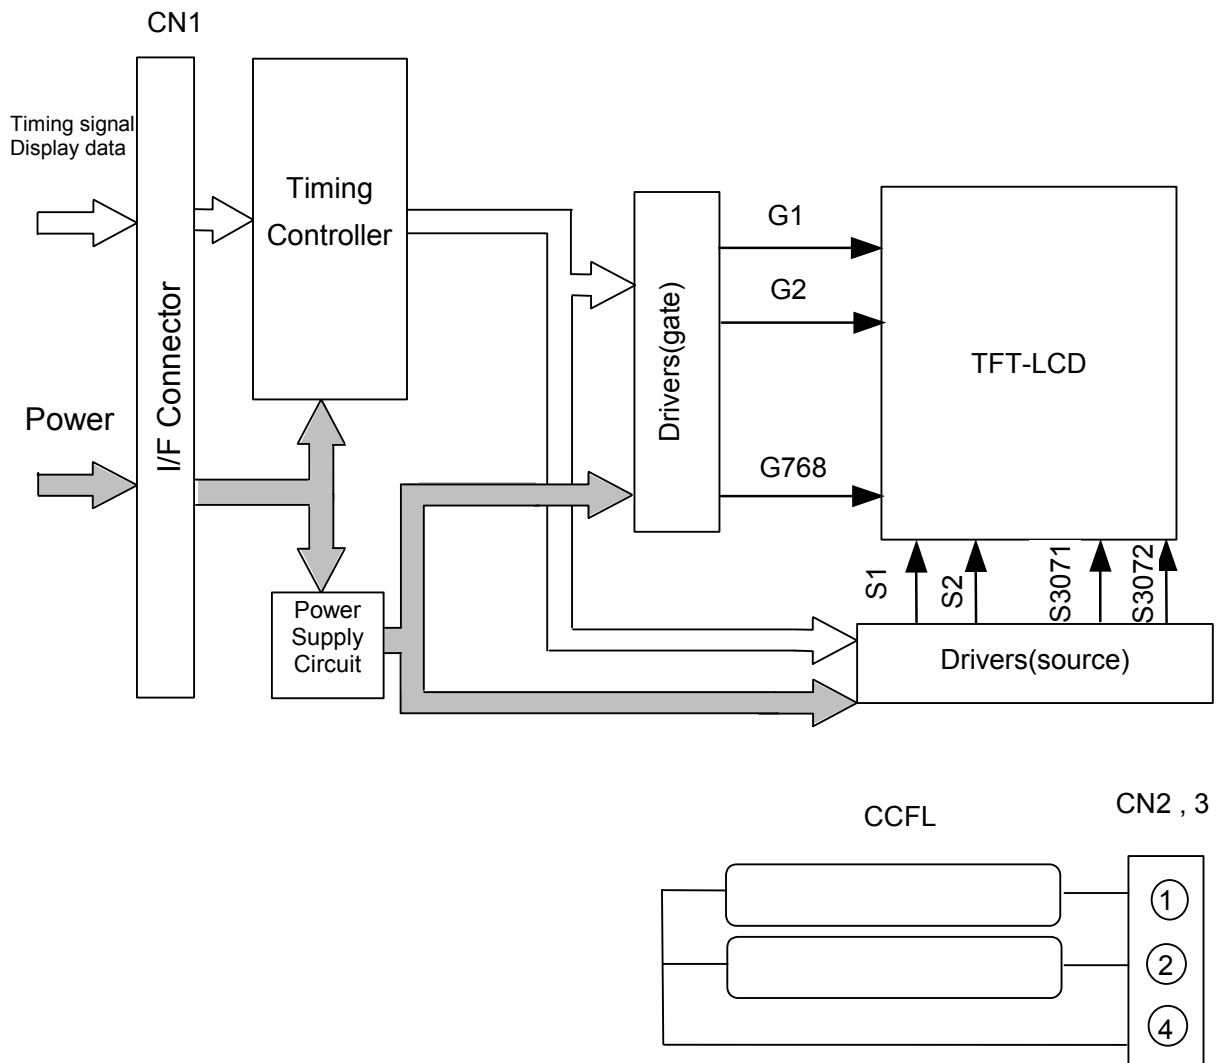 CN1
Timing signal
Display data
Timing
Controller
Power
I/F Connector
Power
Supply
Circuit
Drivers(gate)
G1
G2
G768
TFT-LCD
S1
S2
S3071
S3072
Drivers(source)
CCFL
CN2 , 3
1
2
4